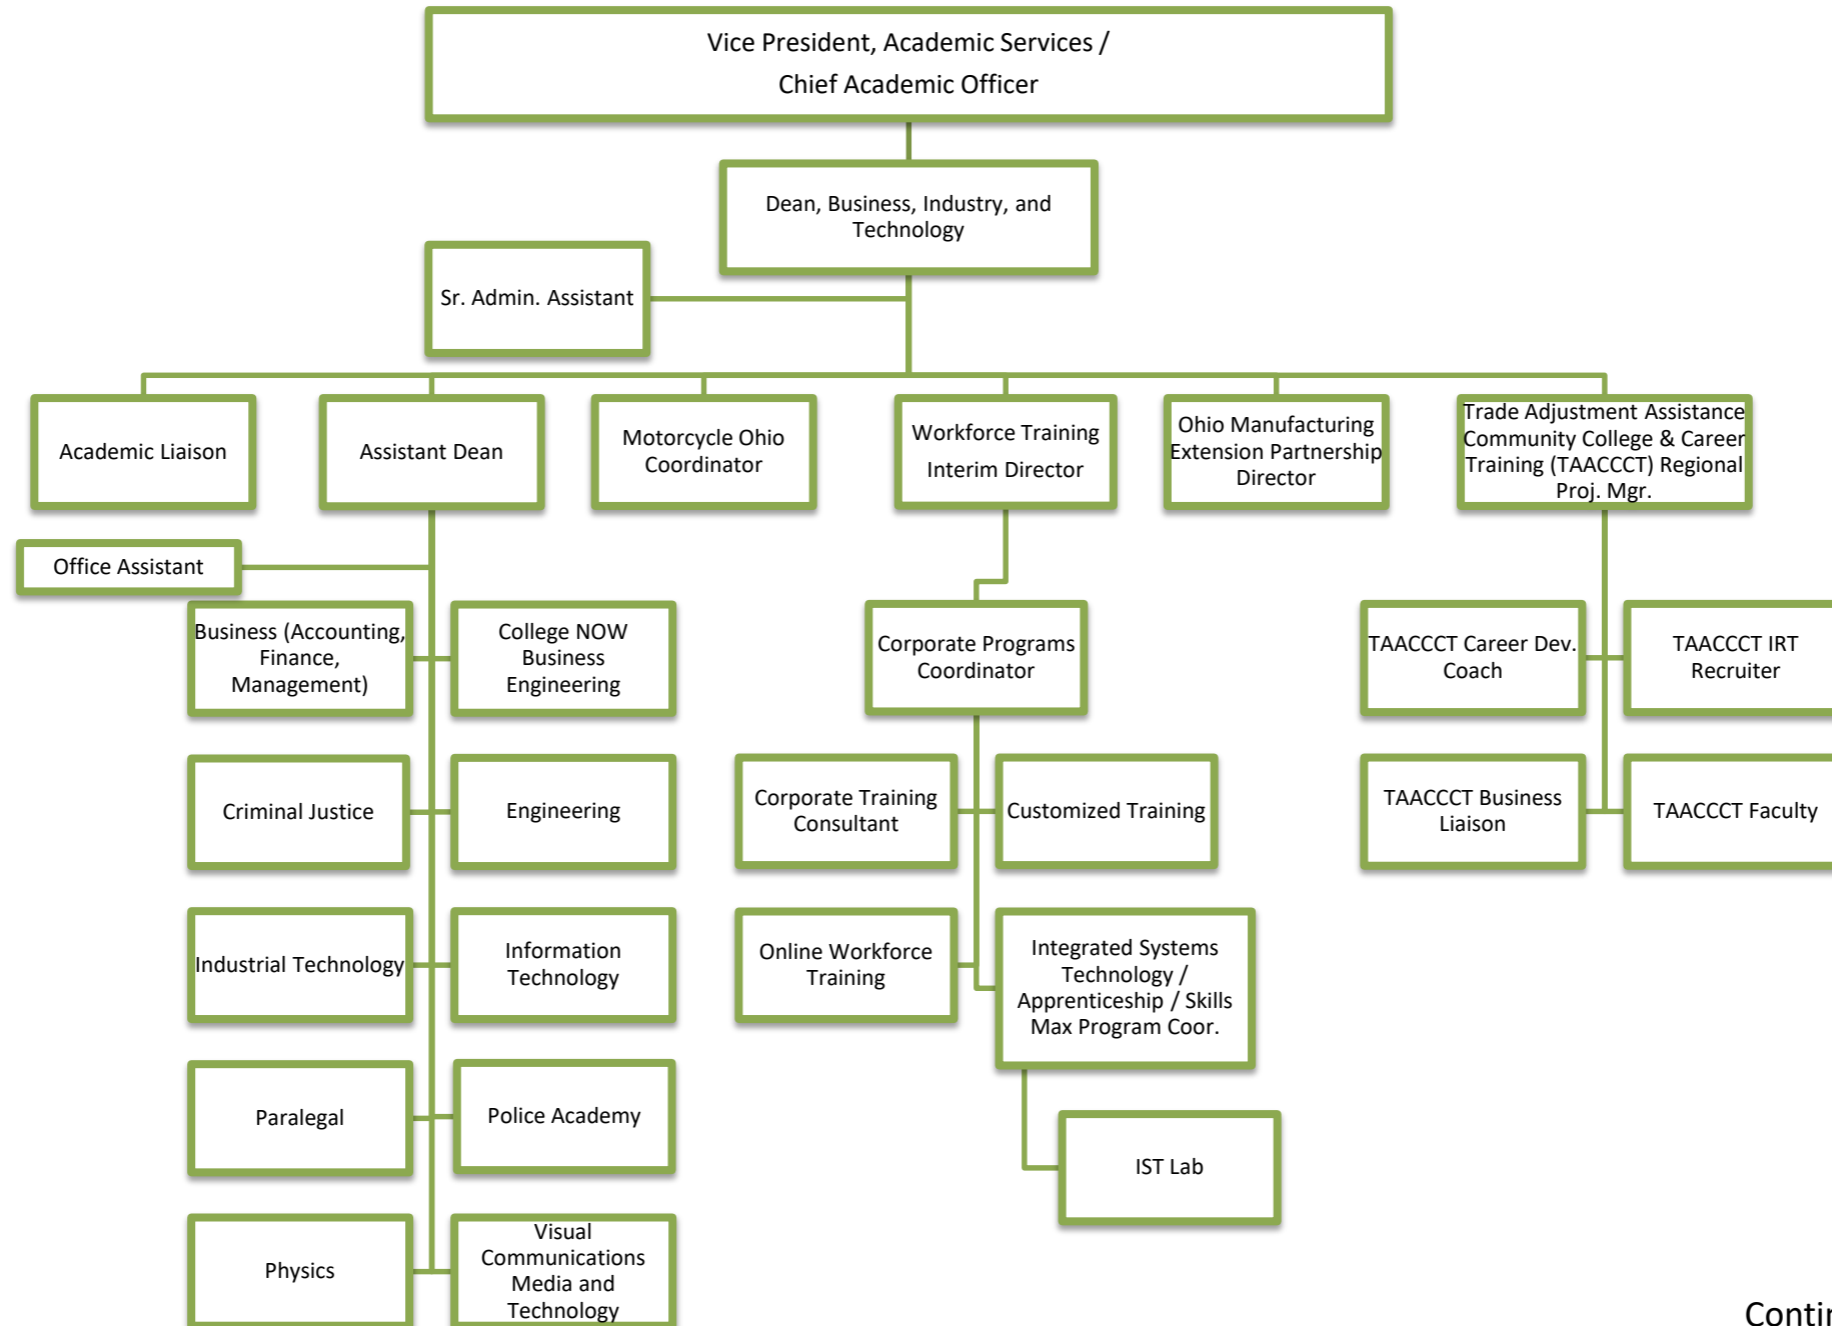 Vice President, Academic Services /
Chief Academic Officer
Dean, Business, Industry, and
Technology
Sr. Admin. Assistant
Academic Liaison
Assistant Dean
Motorcycle Ohio
Coordinator
Workforce Training
Interim Director
Ohio Manufacturing
Extension Partnership
Director
Trade Adjustment Assistance
Community College & Career
Training (TAACCCT) Regional
Proj. Mgr.
Office Assistant
Business (Accounting,
Finance,
Management)
College NOW
Business
Engineering
Corporate Programs
Coordinator
TAACCCT Career Dev.
Coach
TAACCCT IRT
Recruiter
Criminal Justice
Engineering
Corporate Training
Consultant
Customized Training
TAACCCT Business
Liaison
TAACCCT Faculty
Industrial Technology
Information
Technology
Online Workforce
Training
Integrated Systems
Technology /
Apprenticeship / Skills
Max Program Coor.
Paralegal
Police Academy
IST Lab
Physics
Visual
Communications
Media and
Technology